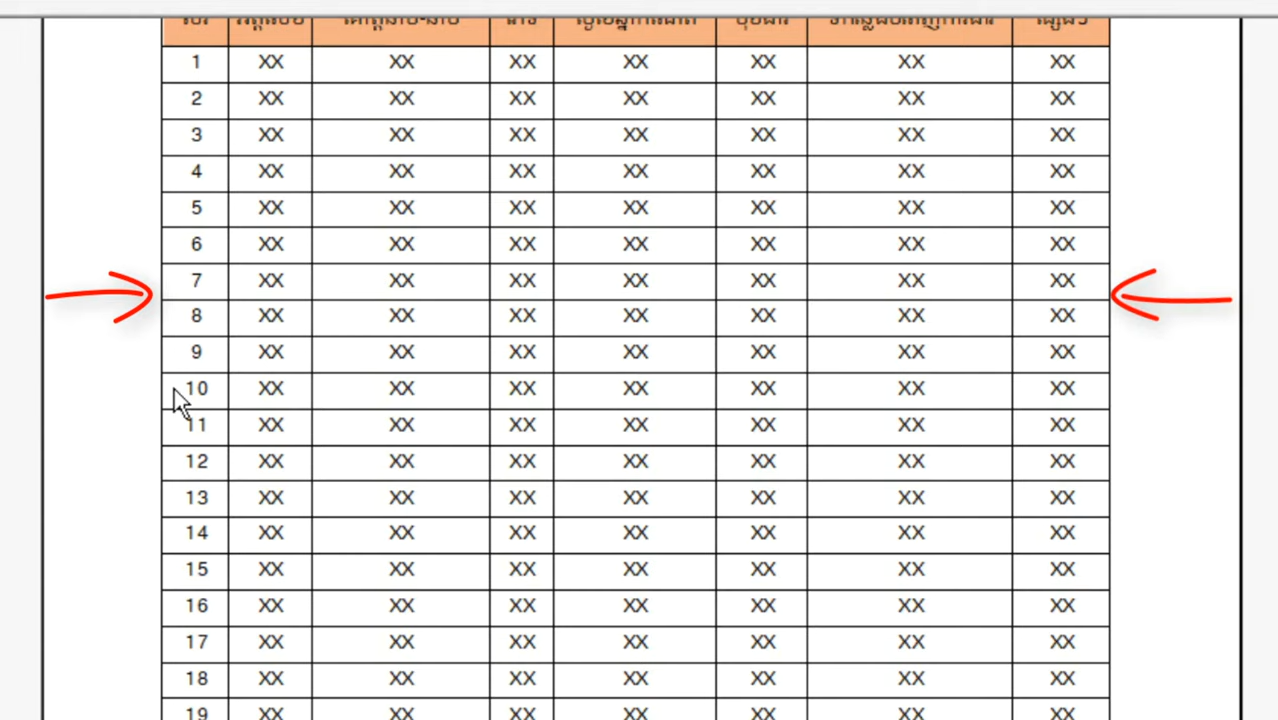 1 XX XX XX XX XX XX XX
2 XX XX XX XX XX XX XX
3 XX XX XX XX XX XX XX
4 XX XX XX XX XX XX XX
5 XX XX XX XX XX XX XX
6 XX XX XX XX XX XX XX
7 XX XX XX XX XX XX XX
8 XX XX XX XX XX XX XX
9 XX XX XX XX XX XX XX
10 XX XX XX XX XX XX XX
11 XX XX XX XX XX XX XX
12 XX XX XX XX XX XX XX
13 XX XX XX XX XX XX XX
14 XX XX XX XX XX XX XX
15 XX XX XX XX XX XX XX
16 XX XX XX XX XX XX XX
17 XX XX XX XX XX XX XX
18 XX XX XX XX XX XX XX
19 XX XX XX XX XX XX XX